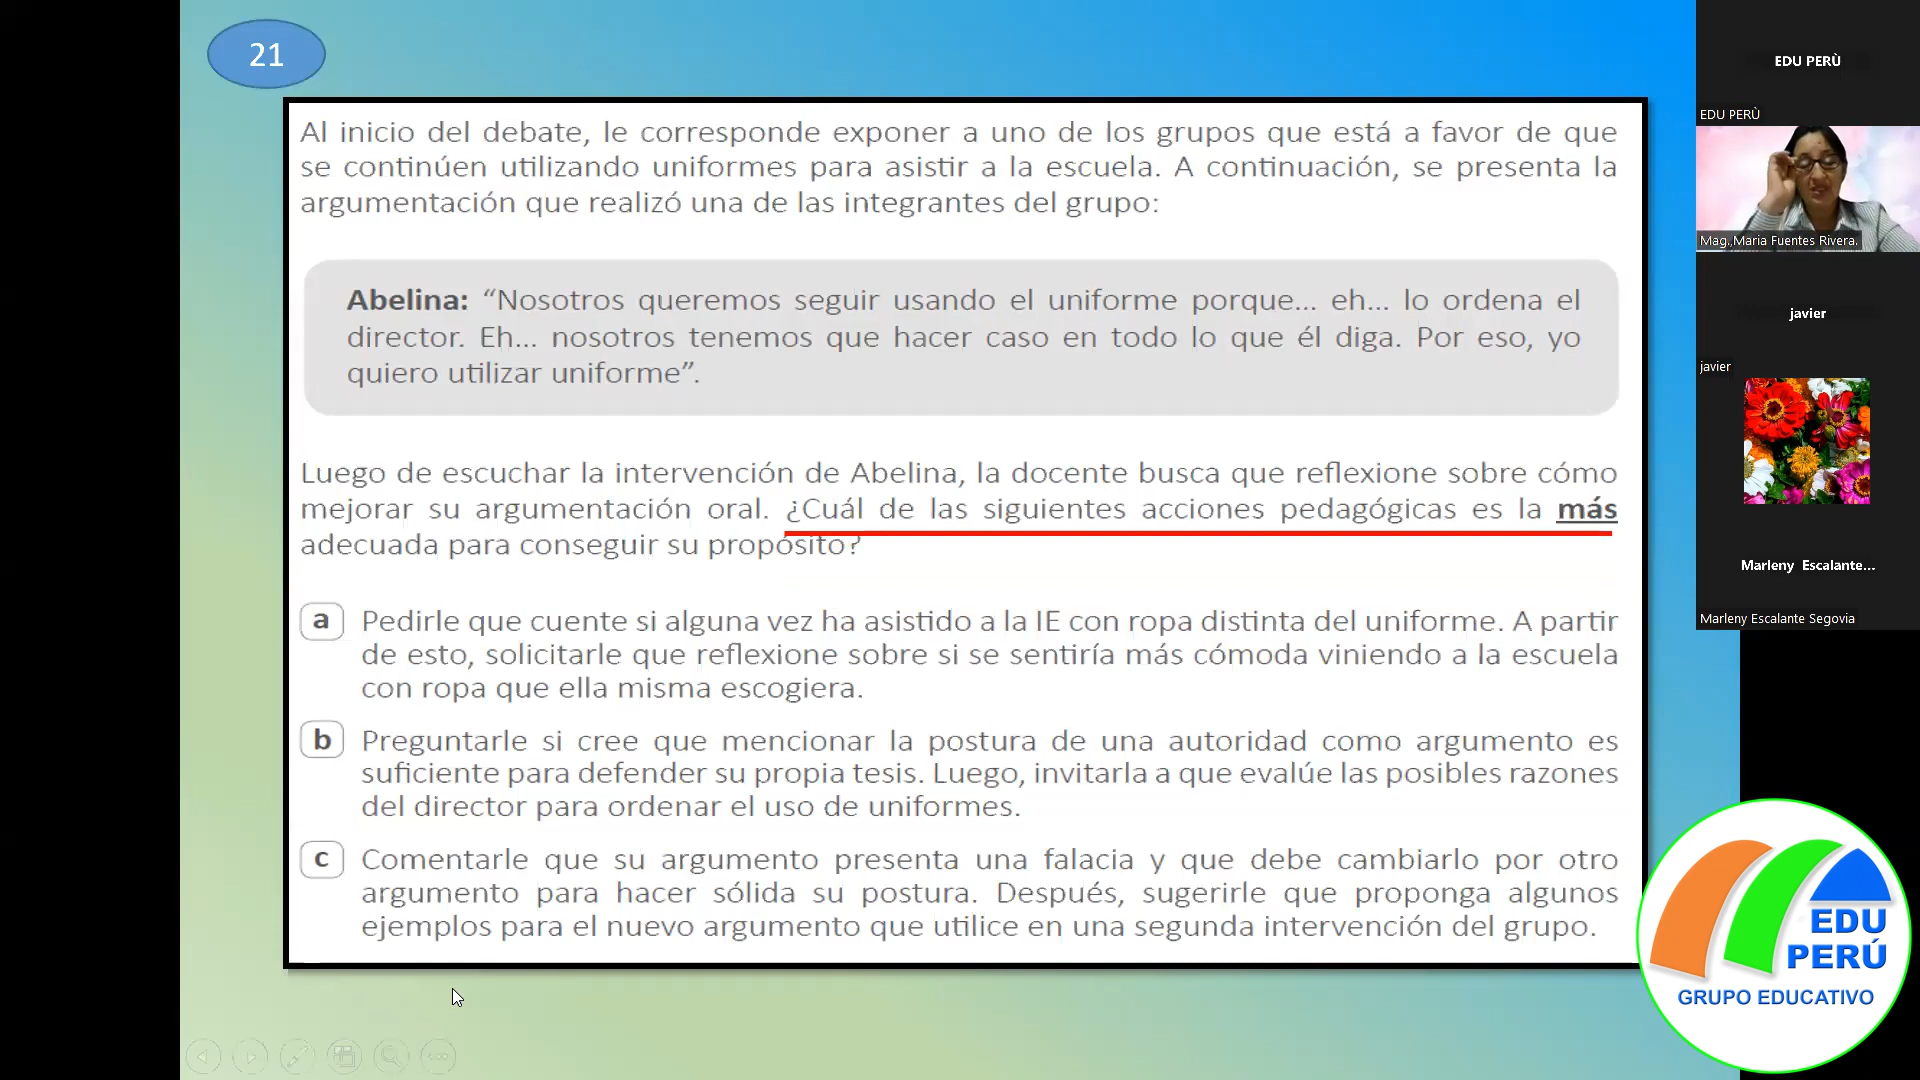 21
Al inicio del debate, le corresponde exponer a uno de los grupos que está a favor de que
se continúen utilizando uniformes para asistir a la escuela. A continuación, se presenta la
argumentación que realizó una de las integrantes del grupo:
Abelina: “Nosotros queremos seguir usando el uniforme porque... eh... lo ordena el
director. Eh... nosotros tenemos que hacer caso en todo lo que él diga. Por eso, yo
quiero utilizar uniforme”.
Luego de escuchar la intervención de Abelina, la docente busca que reflexione sobre cómo
mejorar su argumentación oral. ¿Cuál de las siguientes acciones pedagógicas es la más
adecuada para conseguir su propósito?
a Pedirle que cuente si alguna vez ha asistido a la IE con ropa distinta del uniforme. A partir
de esto, solicitarle que reflexione sobre si se sentiría más cómoda viniendo a la escuela
con ropa que ella misma escogiera.
b Preguntarle si cree que mencionar la postura de una autoridad como argumento es
suficiente para defender su propia tesis. Luego, invitarla a que evalúe las posibles razones
del director para ordenar el uso de uniformes.
c Comentarle que su argumento presenta una falacia y que debe cambiarlo por otro
argumento para hacer sólida su postura. Después, sugerirle que proponga algunos
ejemplos para el nuevo argumento que utilice en una segunda intervención del grupo.
EDU PERÙ
EDU PERÙ
Mag. Maria Fuentes Rivera.
javier
javier
Marleny Escalante...
Marleny Escalante Segovia
EDU
PERÚ
GRUPO EDUCATIVO